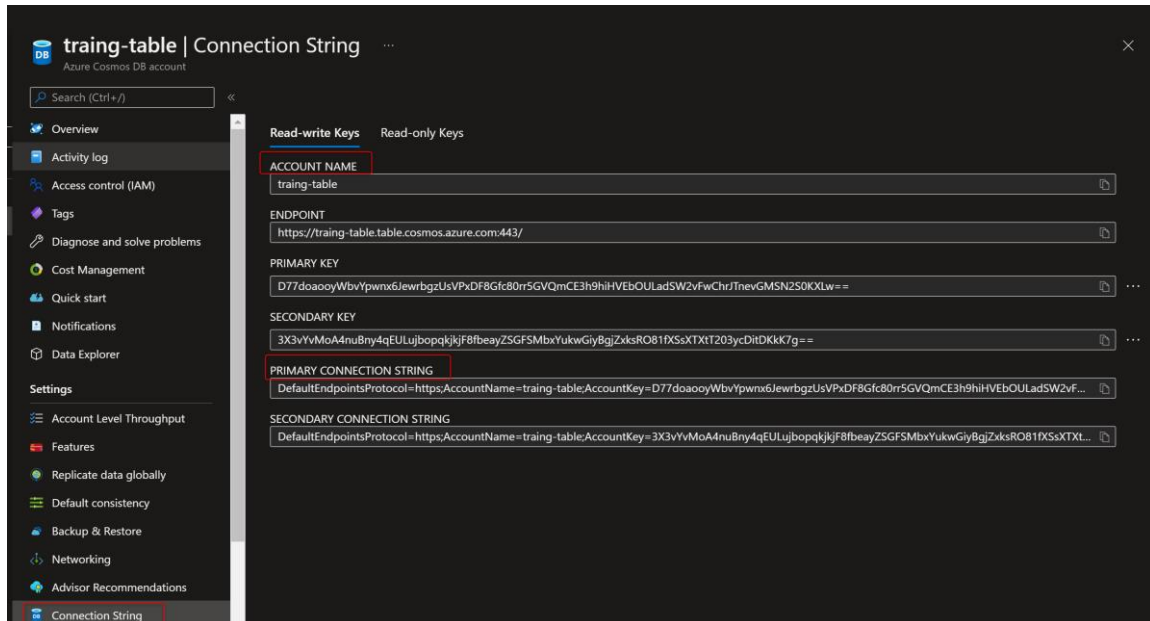 traing-table | Connection String ...
Azure Cosmos DB account
Search (Ctrl+/)
Overview
Activity log
Access control (IAM)
Tags
Diagnose and solve problems
Cost Management
Quick start
Notifications
Data Explorer
Settings
Account Level Throughput
Features
Replicate data globally
Default consistency
Backup & Restore
Networking
Advisor Recommendations
Connection String
Read-write Keys Read-only Keys
ACCOUNT NAME
traing-table
ENDPOINT
https://traing-table.table.cosmos.azure.com:443/
PRIMARY KEY
D77doaooyWbvYpwnx6JewrbgzUsVPxDF8Gfc80rr5GVQmCE3h9hiHVEbOULadSW2vFwChrJTnevGMSN2S0KXLw==
SECONDARY KEY
3X3vYvMoA4nuBny4qEULujbopqkjkjF8fbeayZSGFSMbxYukwGiyBgjZxksRO81fXSsXTXtT203ycDitDKkK7g==
PRIMARY CONNECTION STRING
DefaultEndpointsProtocol=https;AccountName=traing-table;AccountKey=D77doaooyWbvYpwnx6JewrbgzUsVPxDF8Gfc80rr5GVQmCE3h9hiHVEbOULadSW2vF...
SECONDARY CONNECTION STRING
DefaultEndpointsProtocol=https;AccountName=traing-table;AccountKey=3X3vYvMoA4nuBny4qEULujbopqkjkjF8fbeayZSGFSMbxYukwGiyBgjZxksRO81fXSsXTXt...